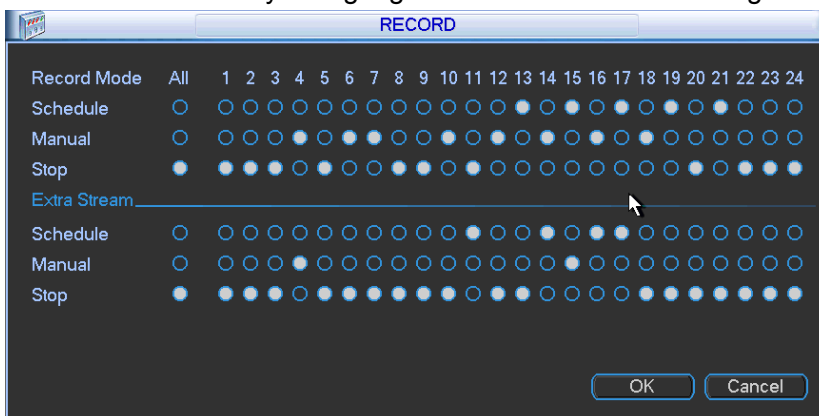 RECORD
Record Mode All 1 2 3 4 5 6 7 8 9 10 11 12 13 14 15 16 17 18 19 20 21 22 23 24
Schedule
Manual
Stop
Extra Stream
Schedule
Manual
Stop
OK Cancel